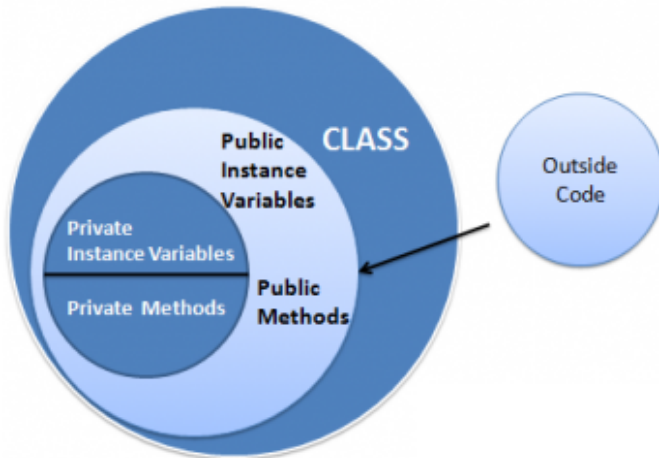 CLASS
Public
Instance
Variables
Private
Instance Variables
Private Methods
Public
Methods
Outside
Code